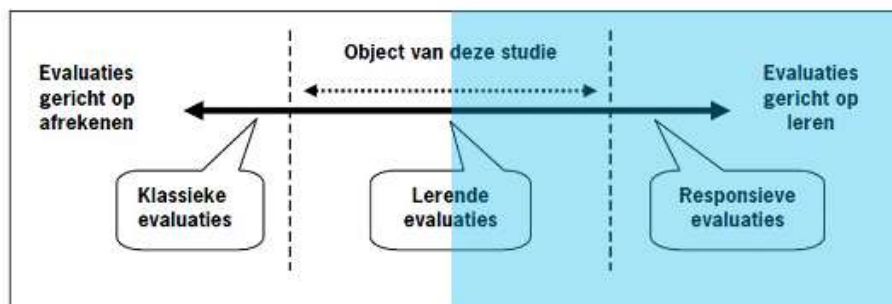 Object van deze studie
Evaluaties
gericht op
afrekenen
Evaluaties
gericht op
leren
Klassieke
evaluaties
Lerende
evaluaties
Responsieve
evaluaties